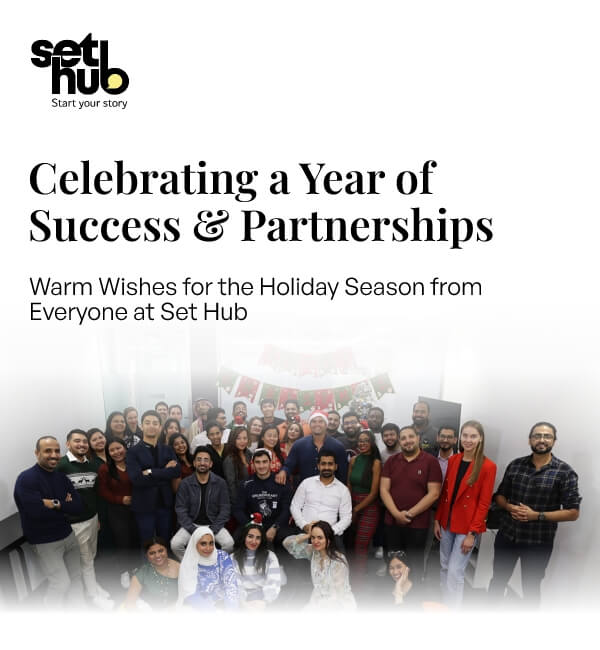 set
hub
Start your story
Celebrating a Year of
Success & Partnerships
Warm Wishes for the Holiday Season from
Everyone at Set Hub